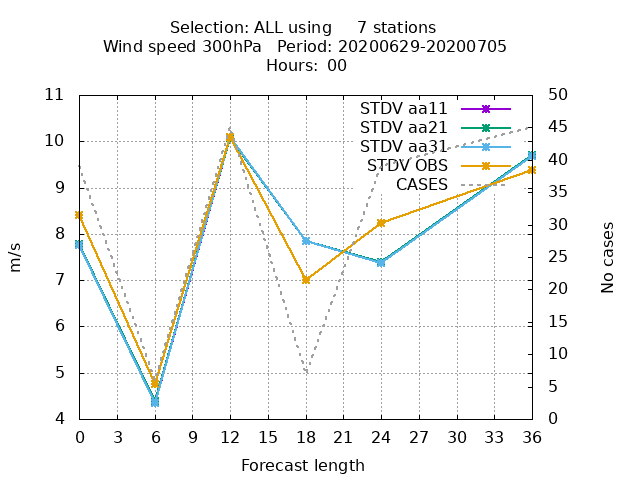 Selection: ALL using     7 stations
Wind speed 300hPa   Period: 20200629-20200705
Hours:  00
11
10
9
8
7
6
5
4
m/s
STDV aa11
STDV aa21
STDV aa31
STDV OBS
CASES
50
45
40
35
30
25
20
15
10
5
0
No cases
0 3 6 9 12 15 18 21 24 27 30 33 36
Forecast length